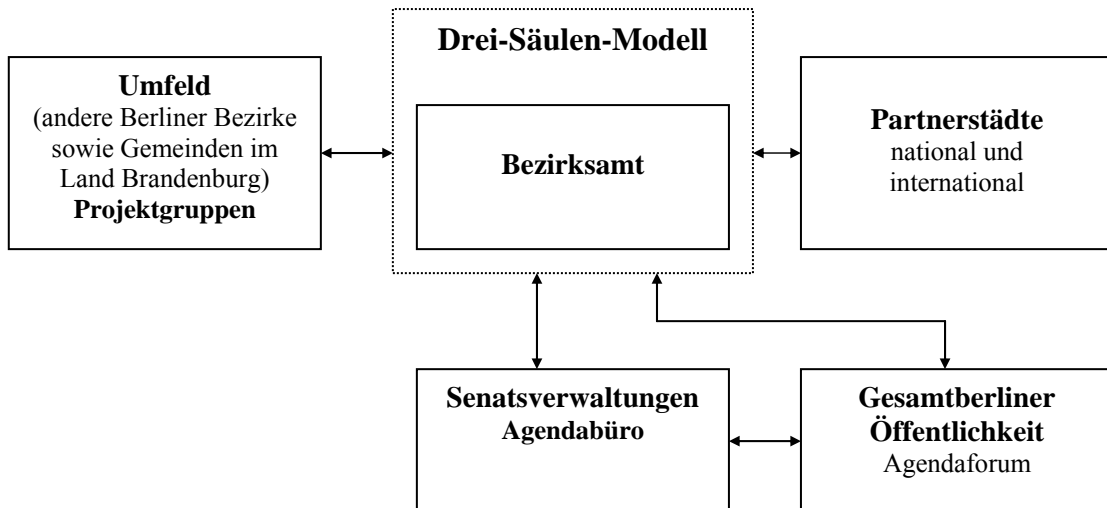 Drei-Säulen-Modell
Umfeld
(andere Berliner Bezirke
sowie Gemeinden im
Land Brandenburg)
Projektgruppen
Bezirksamt
Partnerstädte
national und
international
Senatsverwaltungen
Agendabüro
Gesamtberliner
Öffentlichkeit
Agendaforum